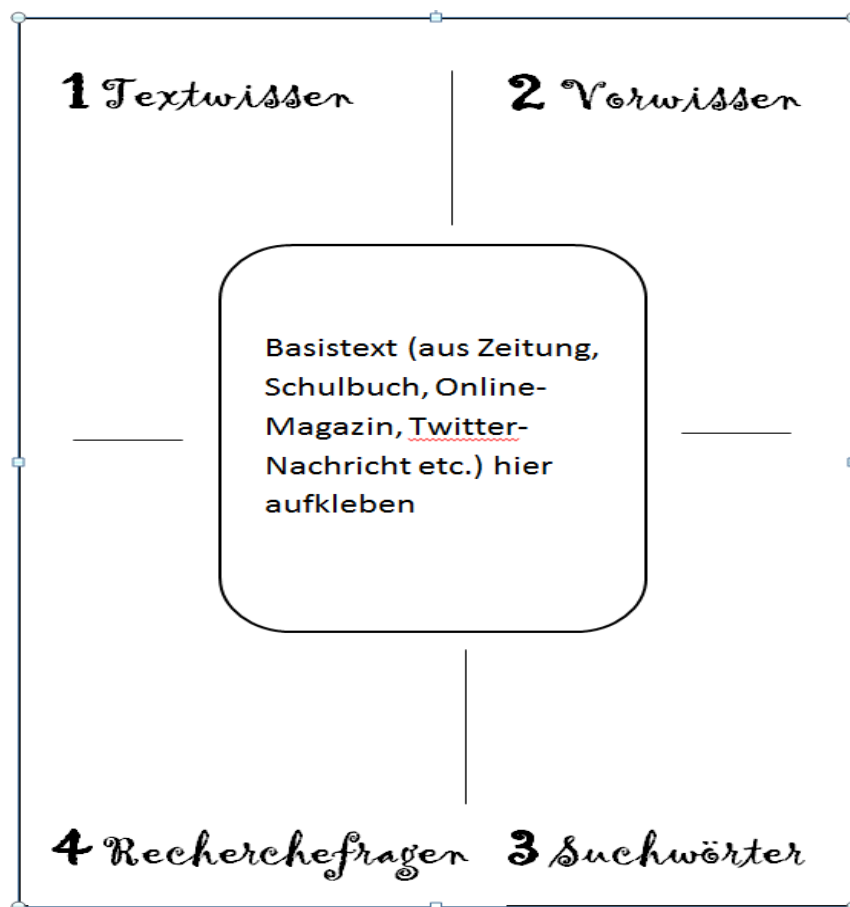 1 Textwissen
2 Vorwissen
Basistext (aus Zeitung,
Schulbuch, Online-
Magazin, Twitter-
Nachricht etc.) hier
aufkleben
4 Recherchefragen
3 Suchwörter